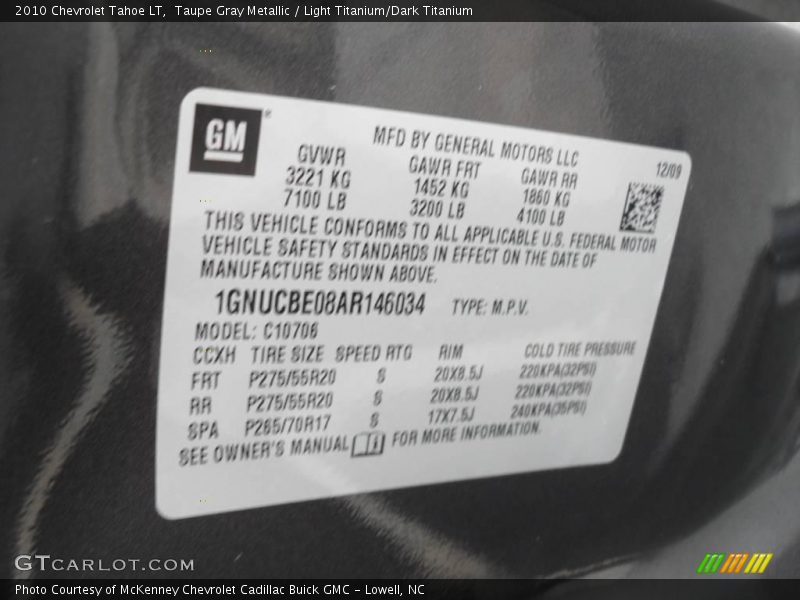 2010 Chevrolet Tahoe LT, Taupe Gray Metallic / Light Titanium/Dark Titanium
GM®
MFD BY GENERAL MOTORS LLC
12/09
GVWR GAWR FRT GAWR RR
3221 KG 1452 KG 1860 KG
7100 LB 3200 LB 4100 LB
THIS VEHICLE CONFORMS TO ALL APPLICABLE U.S. FEDERAL MOTOR
VEHICLE SAFETY STANDARDS IN EFFECT ON THE DATE OF
MANUFACTURE SHOWN ABOVE.
1GNUCBE08AR146034 TYPE: M.P.V.
MODEL: C10706
CCXH TIRE SIZE SPEED RTG RIM COLD TIRE PRESSURE
FRT P275/55R20 S 20X8.5J 220KPA(32PSI)
RR P275/55R20 S 20X8.5J 220KPA(32PSI)
SPA P265/70R17 S 17X7.5J 240KPA(35PSI)
SEE OWNER'S MANUAL FOR MORE INFORMATION.
GTCARLOT.COM
Photo Courtesy of McKenney Chevrolet Cadillac Buick GMC - Lowell, NC